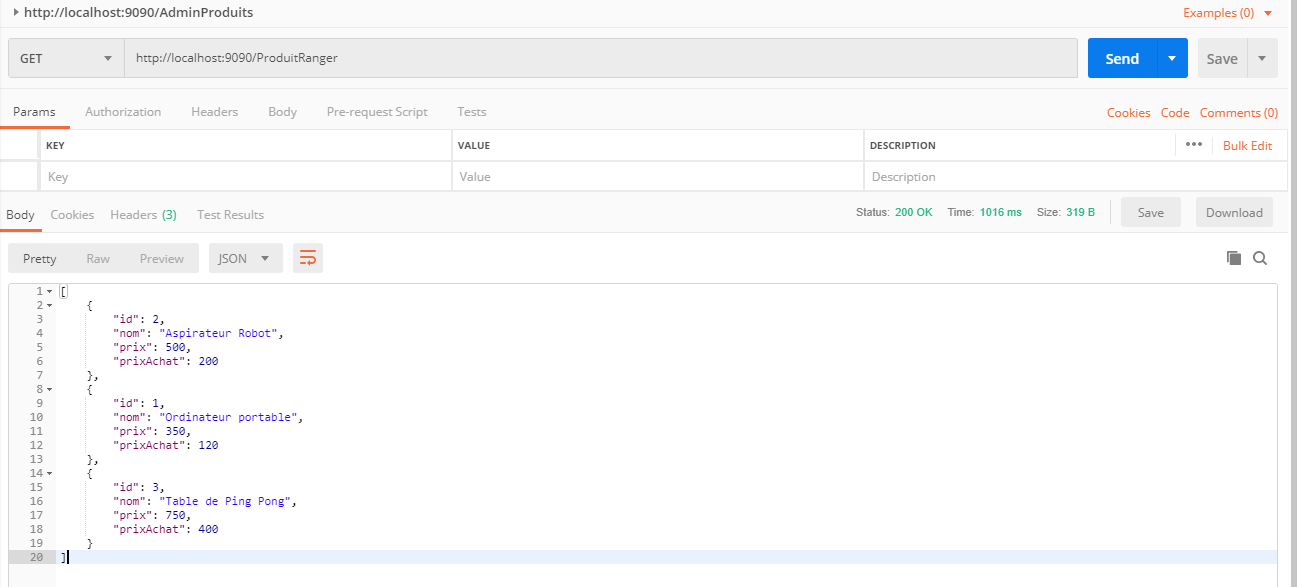 http://localhost:9090/AdminProduits Examples (0)
GET http://localhost:9090/ProduitRanger Send Save
Params Authorization Headers Body Pre-request Script Tests Cookies Code Comments (0)
KEY VALUE DESCRIPTION ••• Bulk Edit
Key Value Description
Body Cookies Headers (3) Test Results Status: 200 OK Time: 1016 ms Size: 319 B Save Download
Pretty Raw Preview JSON
1 [
2 {
3 "id": 2,
4 "nom": "Aspirateur Robot",
5 "prix": 500,
6 "prixAchat": 200
7 },
8 {
9 "id": 1,
10 "nom": "Ordinateur portable",
11 "prix": 350,
12 "prixAchat": 120
13 },
14 {
15 "id": 3,
16 "nom": "Table de Ping Pong",
17 "prix": 750,
18 "prixAchat": 400
19 }
20 ]